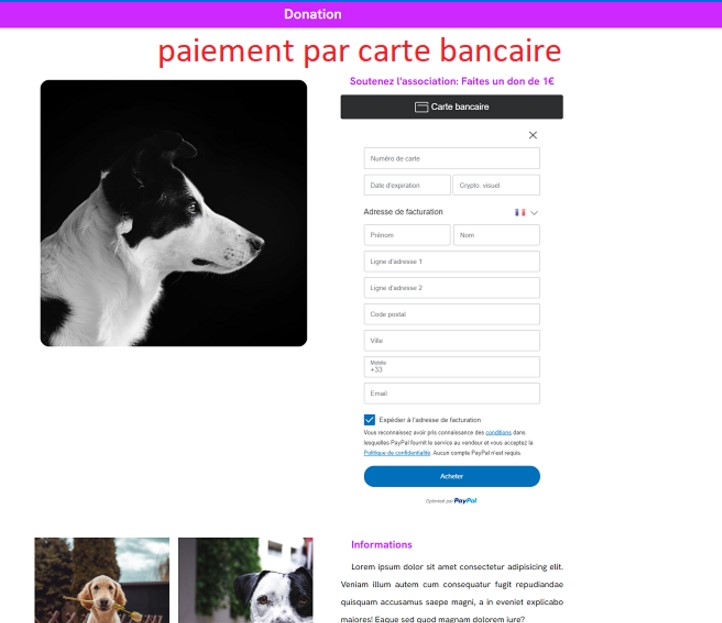 Donation
paiement par carte bancaire
Soutenez l'association: Faites un don de 1€
Carte bancaire
Numéro de carte
Date d'expiration
Crypto. visuel
Adresse de facturation
Prénom
Nom
Ligne d'adresse 1
Ligne d'adresse 2
Code postal
Ville
Mobile
+33
Email
Expédier à l'adresse de facturation
Vous reconnaissez avoir pris connaissance des conditions dans
lesquelles PayPal fournit le service au vendeur et vous acceptez la
Politique de confidentialité. Aucun compte PayPal n'est requis.
Acheter
Optimisé par PayPal
Informations
Lorem ipsum dolor sit amet consectetur adipisicing elit.
Veniam illum autem cum consequatur fugit repudiandae
quisquam accusamus saepe magni, a in eveniet explicabo
maiores! Eaque sed quod magnam dolorem iure?